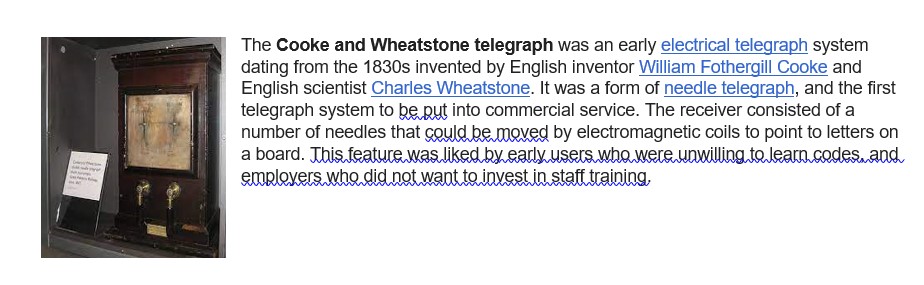 The Cooke and Wheatstone telegraph was an early electrical telegraph system
dating from the 1830s invented by English inventor William Fothergill Cooke and
English scientist Charles Wheatstone. It was a form of needle telegraph, and the first
telegraph system to be put into commercial service. The receiver consisted of a
number of needles that could be moved by electromagnetic coils to point to letters on
a board. This feature was liked by early users who were unwilling to learn codes, and
employers who did not want to invest in staff training.